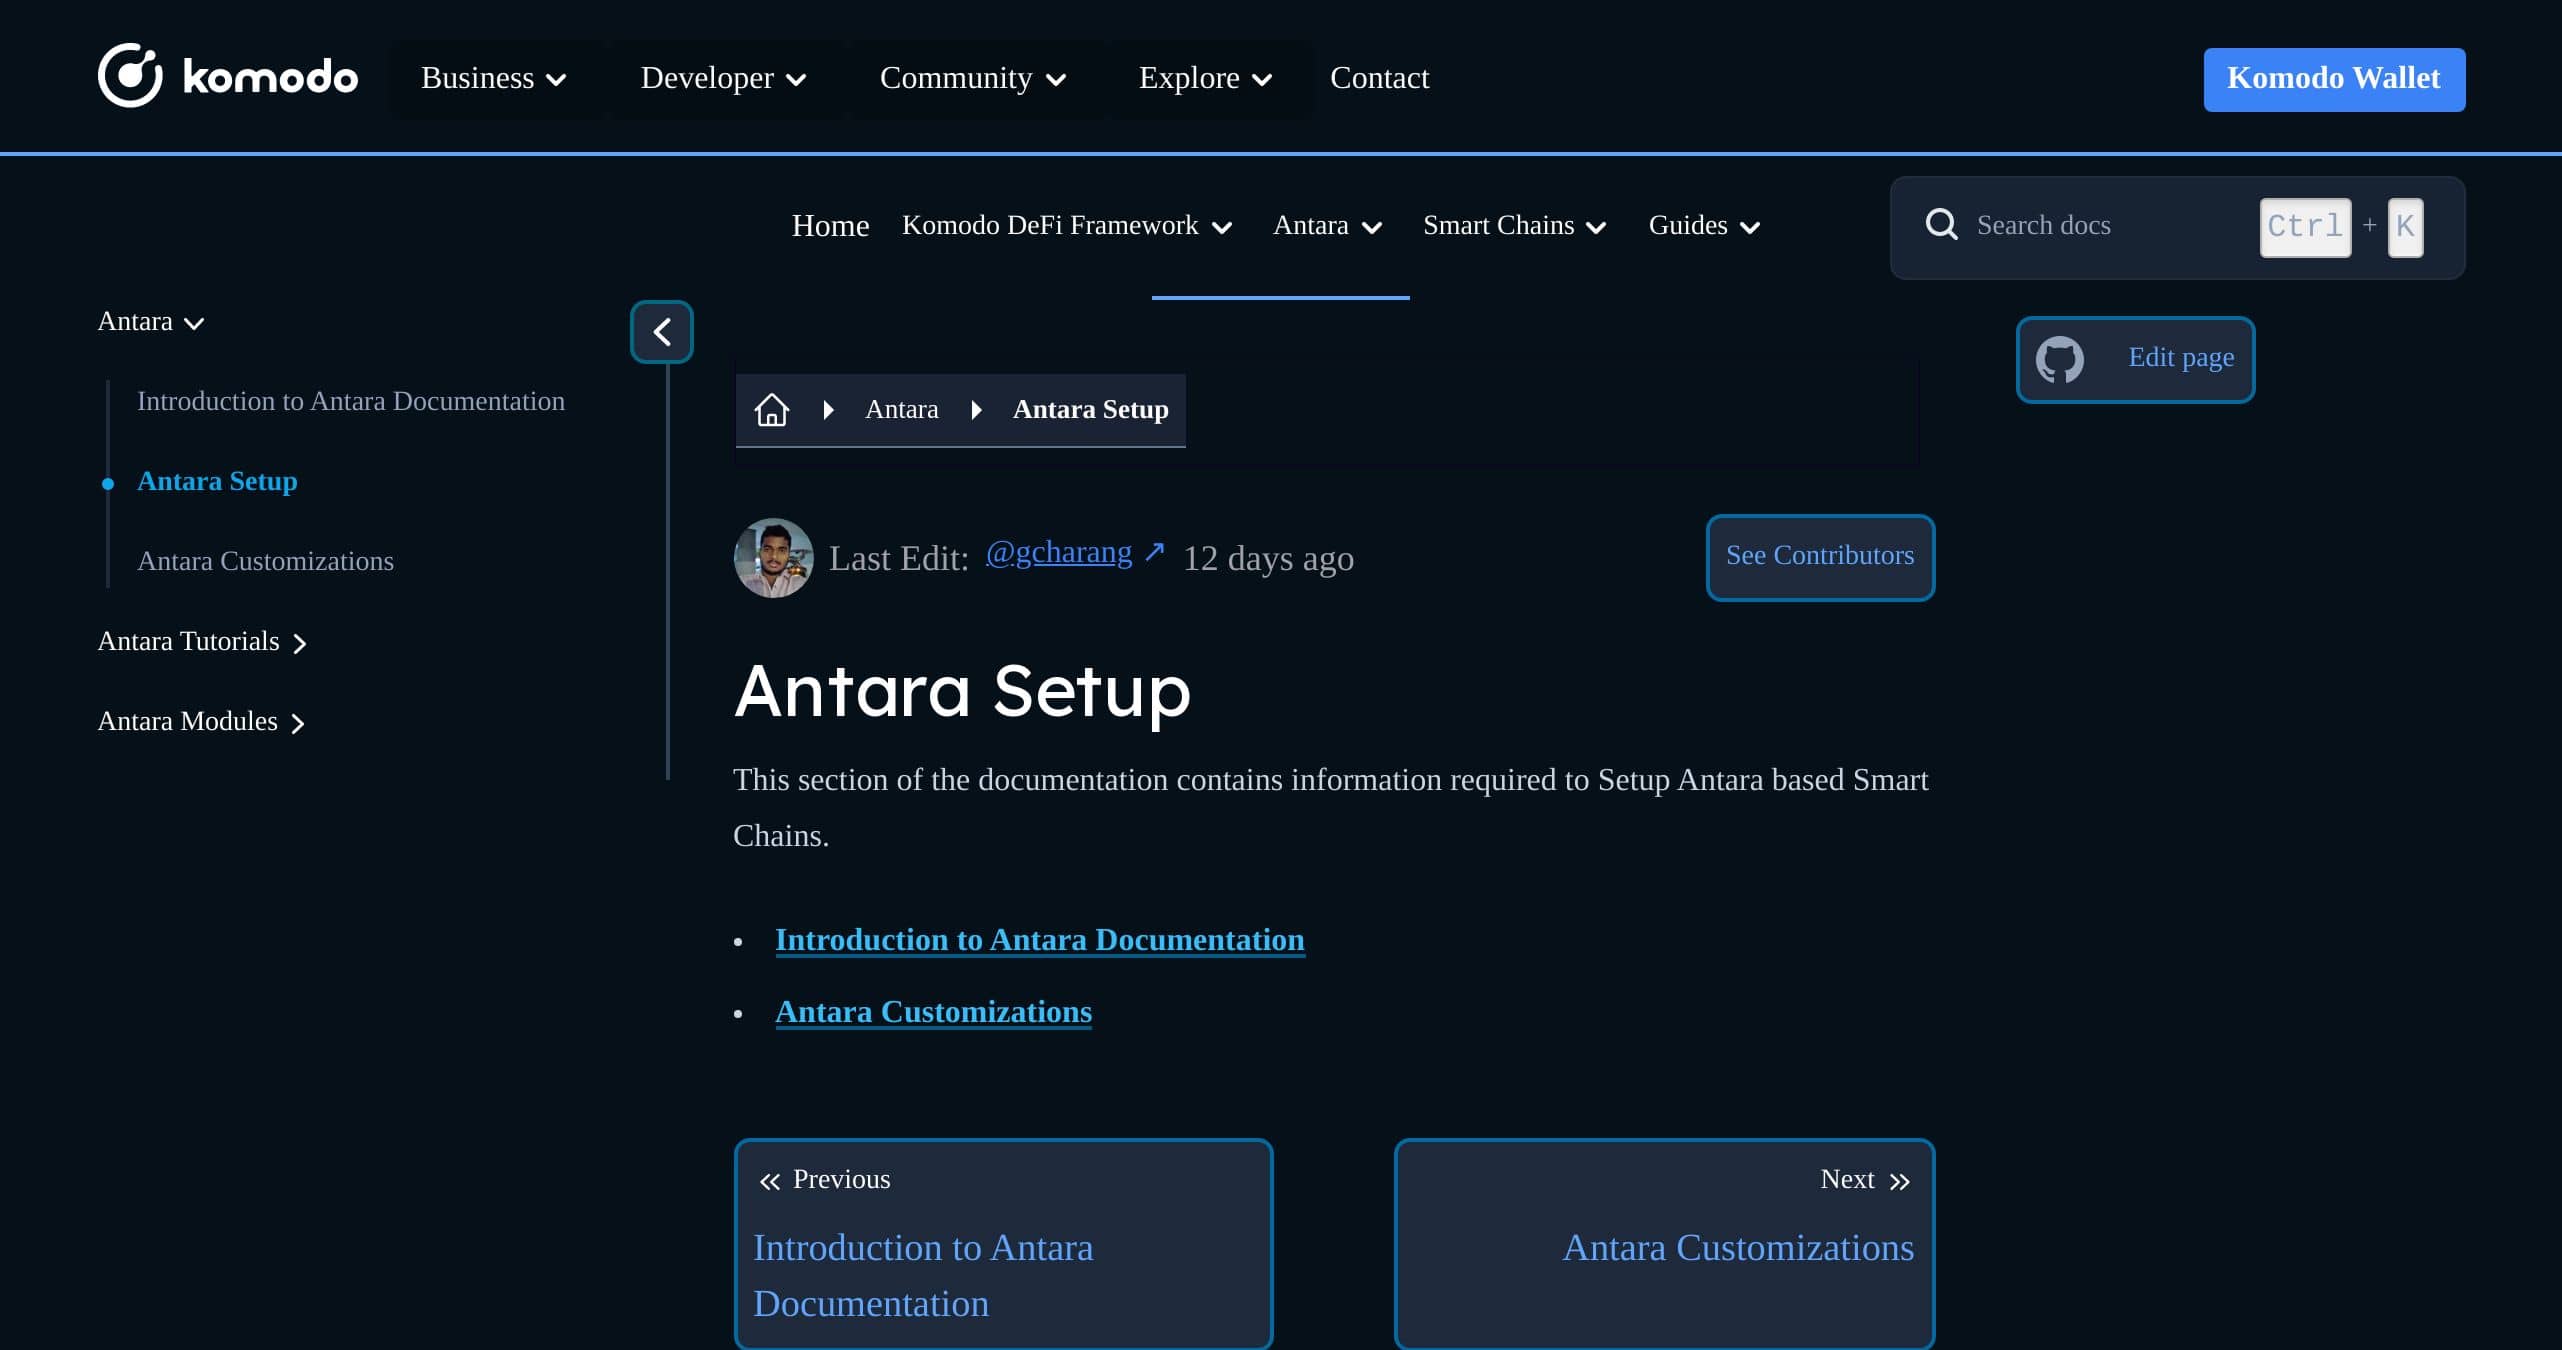 komodo Business Developer Community Explore Contact Komodo Wallet
Home Komodo DeFi Framework Antara Smart Chains Guides Search docs Ctrl + K
Antara
Introduction to Antara Documentation
Antara Setup
Antara Customizations
Antara Tutorials
Antara Modules
Antara Antara Setup
Edit page
Last Edit: @gcharang ↗ 12 days ago
See Contributors
Antara Setup
This section of the documentation contains information required to Setup Antara based Smart
Chains.
• Introduction to Antara Documentation
• Antara Customizations
Previous
Introduction to Antara
Documentation
Next
Antara Customizations